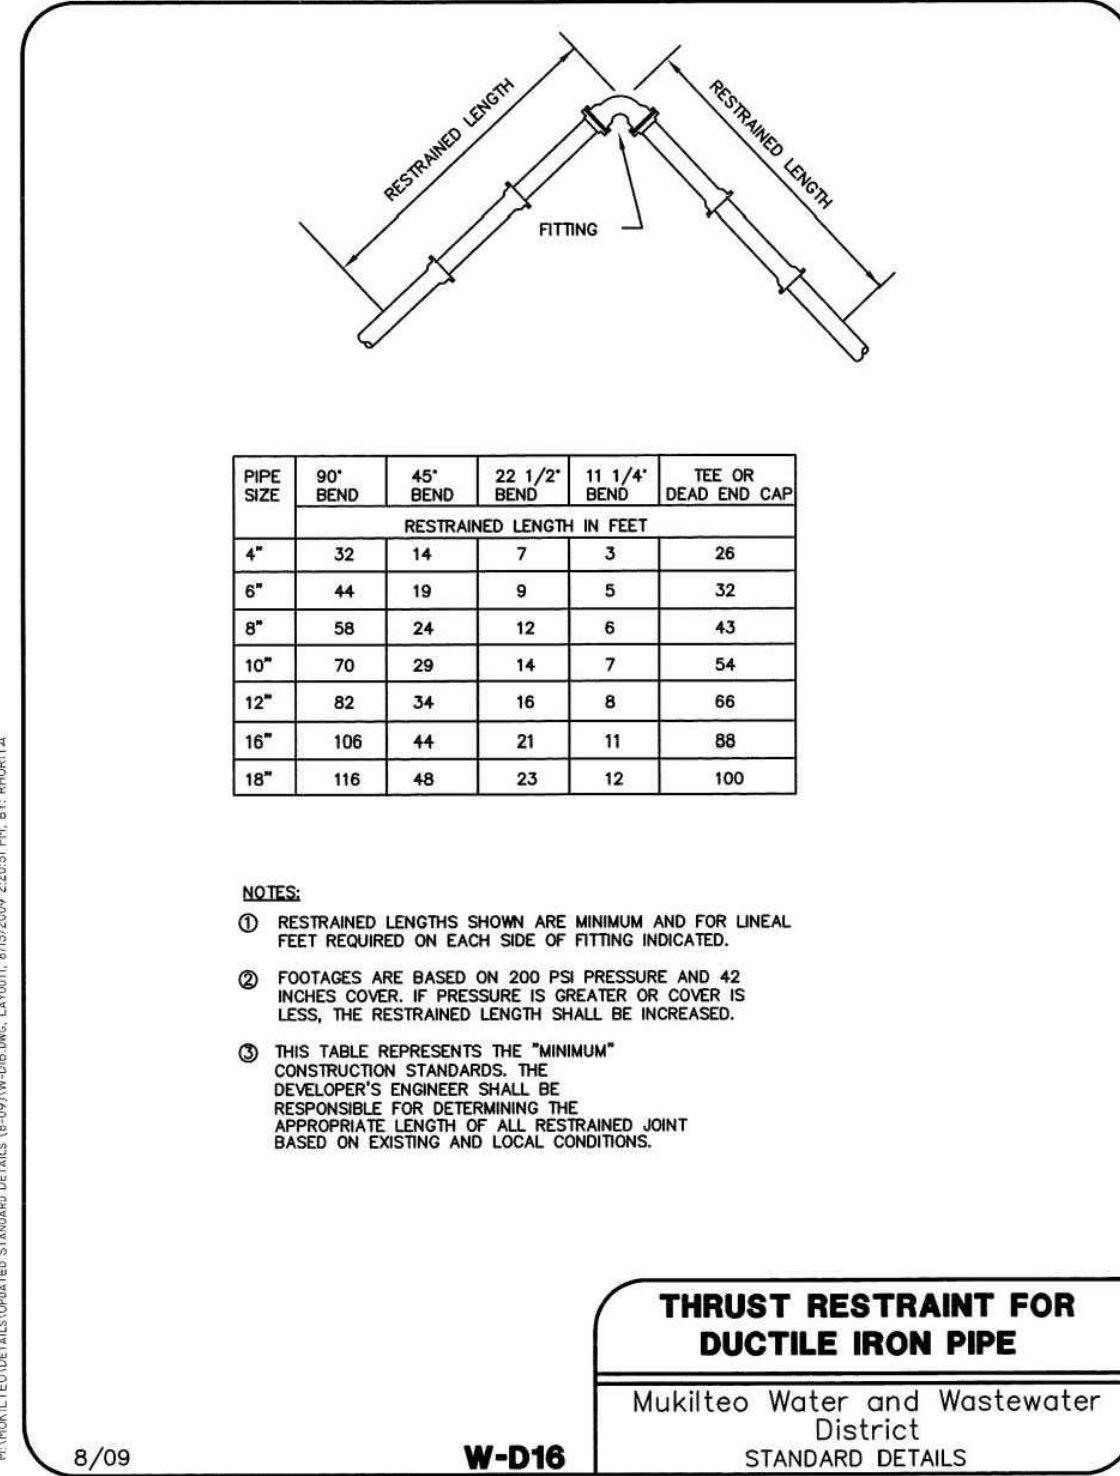 RESTRAINED LENGTH
RESTRAINED LENGTH
FITTING
PIPE SIZE 90° BEND 45° BEND 22 1/2° BEND 11 1/4° BEND TEE OR DEAD END CAP
RESTRAINED LENGTH IN FEET
4" 32 14 7 3 26
6" 44 19 9 5 32
8" 58 24 12 6 43
10" 70 29 14 7 54
12" 82 34 16 8 66
16" 106 44 21 11 88
18" 116 48 23 12 100
NOTES:
① RESTRAINED LENGTHS SHOWN ARE MINIMUM AND FOR LINEAL
FEET REQUIRED ON EACH SIDE OF FITTING INDICATED.
② FOOTAGES ARE BASED ON 200 PSI PRESSURE AND 42
INCHES COVER. IF PRESSURE IS GREATER OR COVER IS
LESS, THE RESTRAINED LENGTH SHALL BE INCREASED.
③ THIS TABLE REPRESENTS THE "MINIMUM"
CONSTRUCTION STANDARDS. THE
DEVELOPER'S ENGINEER SHALL BE
RESPONSIBLE FOR DETERMINING THE
APPROPRIATE LENGTH OF ALL RESTRAINED JOINT
BASED ON EXISTING AND LOCAL CONDITIONS.
THRUST RESTRAINT FOR
DUCTILE IRON PIPE
Mukilteo Water and Wastewater
District
STANDARD DETAILS
8/09
W-D16